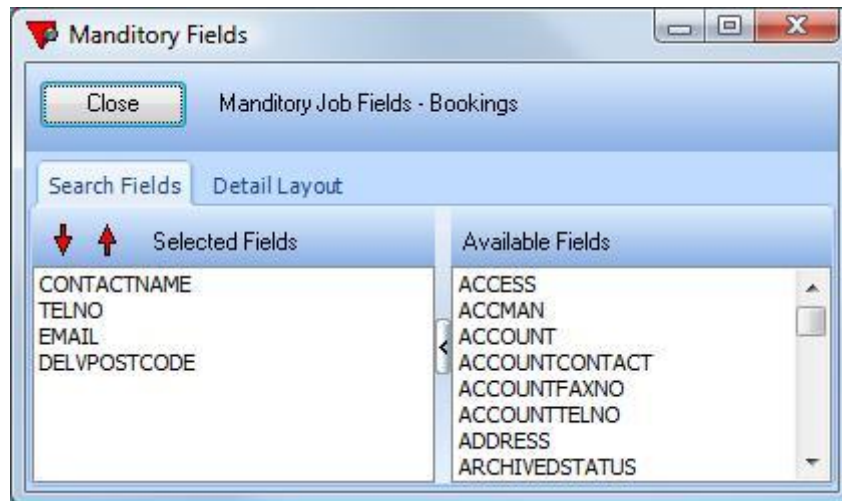 Manditory Fields
Close Manditory Job Fields - Bookings
Search Fields Detail Layout
Selected Fields Available Fields
CONTACTNAME
TELNO
EMAIL
DELVPOSTCODE
ACCESS
ACCMAN
ACCOUNT
ACCOUNTCONTACT
ACCOUNTFAXNO
ACCOUNTTELNO
ADDRESS
ARCHIVEDSTATUS